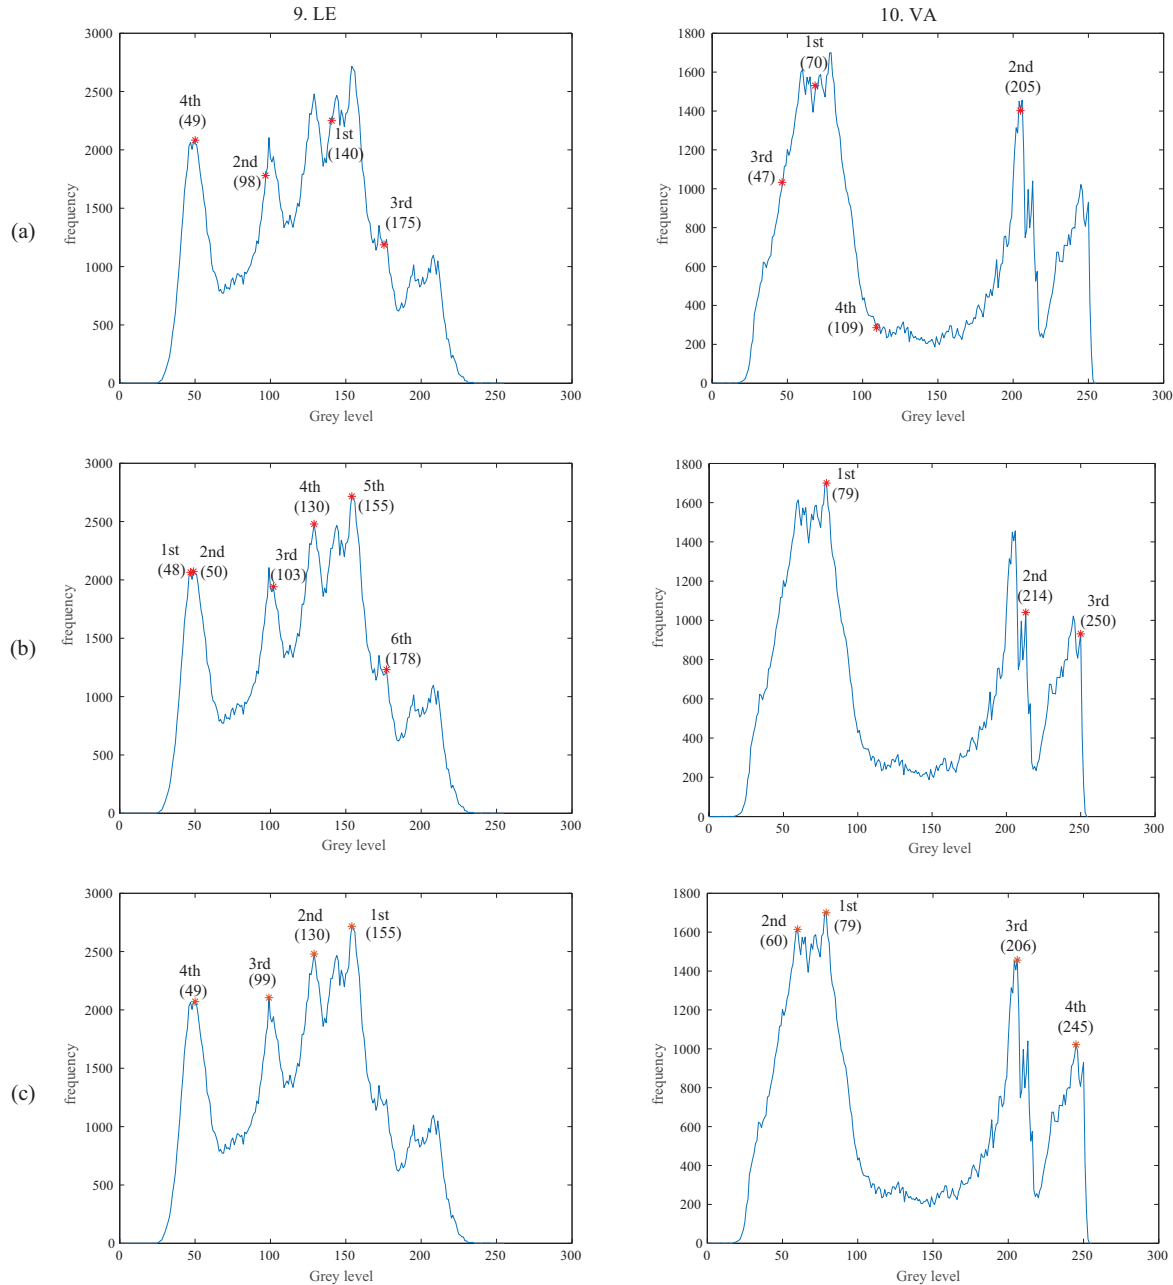 9. LE
10. VA
(a)
3000
2500
2000
1500
1000
500
0
frequency
4th
(49)
2nd
(98)
1st
(140)
3rd
(175)
0 50 100 150 200 250 300
Grey level
1800
1600
1400
1200
1000
800
600
400
200
0
frequency
1st
(70)
2nd
(205)
3rd
(47)
4th
(109)
0 50 100 150 200 250 300
Grey level
(b)
3000
2500
2000
1500
1000
500
0
frequency
1st
(48)
2nd
(50)
3rd
(103)
4th
(130)
5th
(155)
6th
(178)
0 50 100 150 200 250 300
Grey level
1800
1600
1400
1200
1000
800
600
400
200
0
frequency
1st
(79)
2nd
(214)
3rd
(250)
0 50 100 150 200 250 300
Grey level
(c)
3000
2500
2000
1500
1000
500
0
frequency
4th
(49)
3rd
(99)
2nd
(130)
1st
(155)
0 50 100 150 200 250 300
Grey level
1800
1600
1400
1200
1000
800
600
400
200
0
frequency
2nd
(60)
1st
(79)
3rd
(206)
4th
(245)
0 50 100 150 200 250 300
Grey level